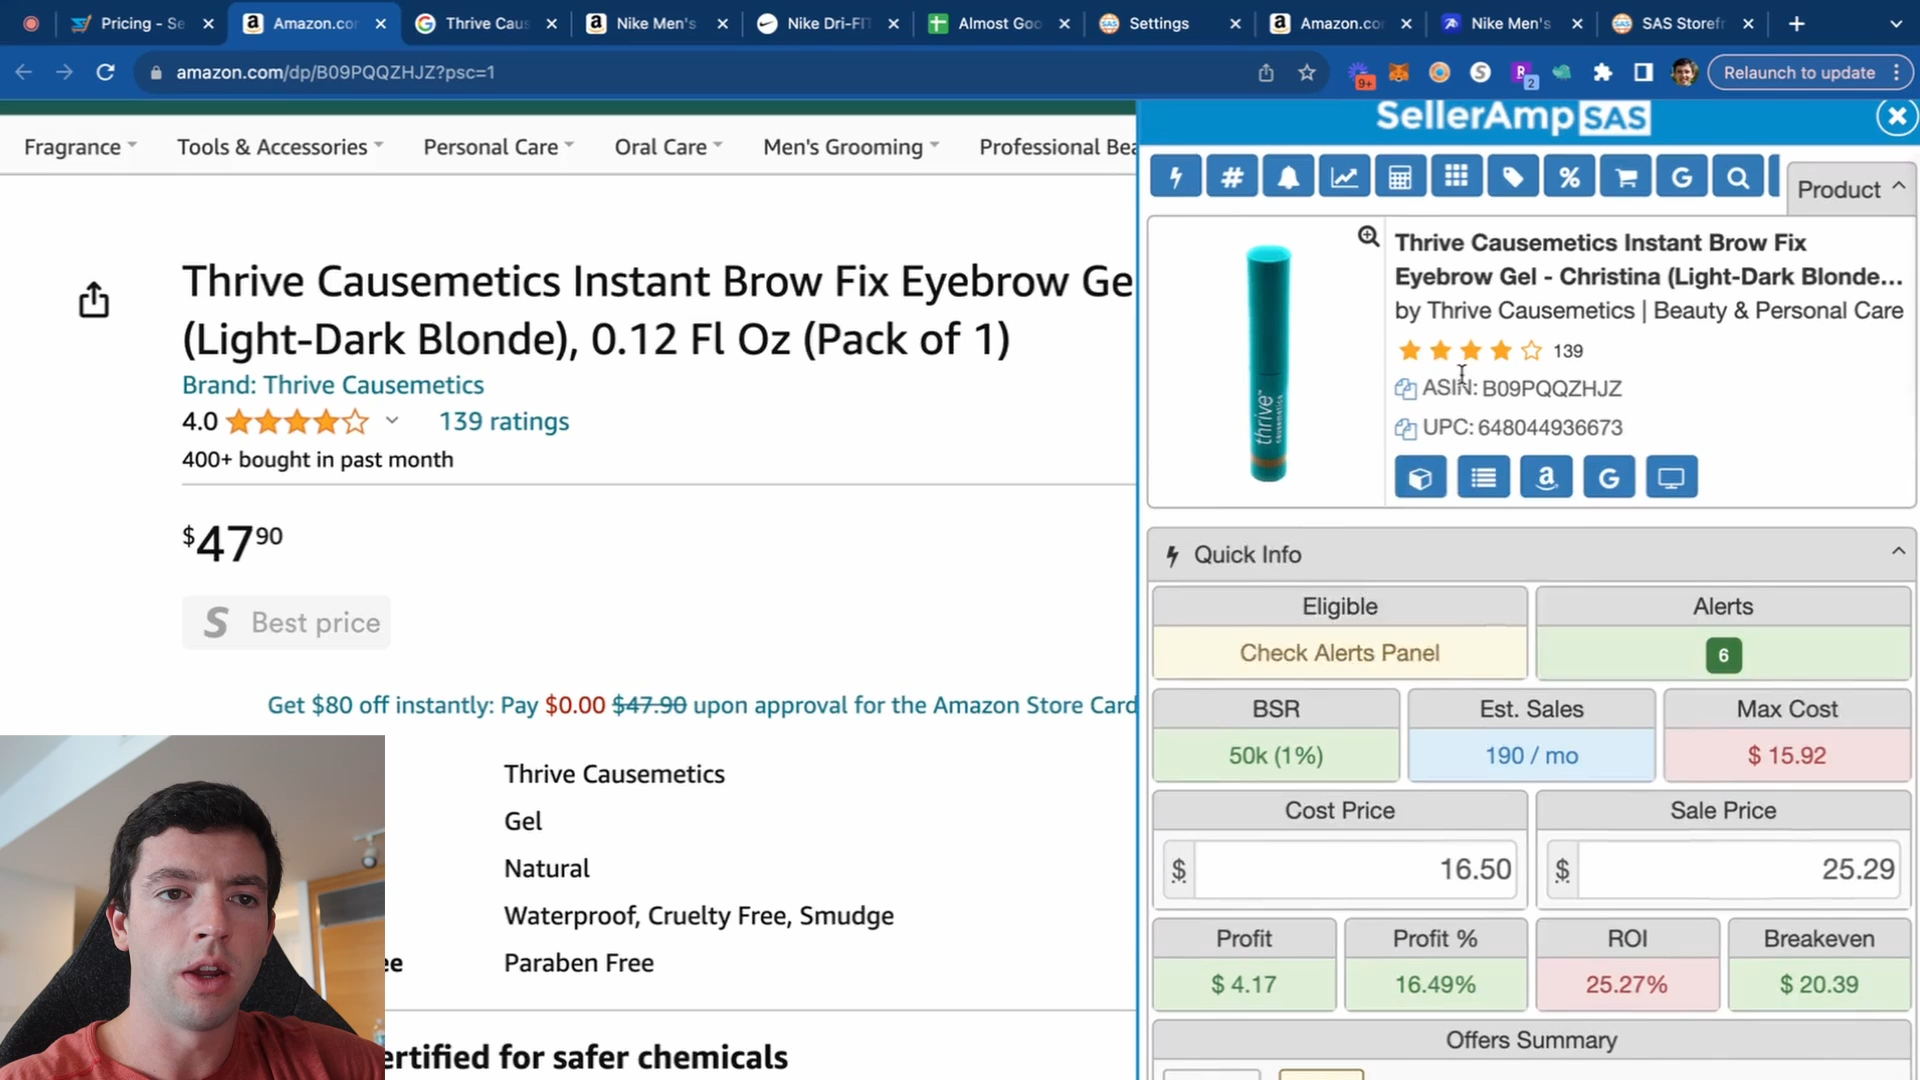 Pricing - Se
Amazon.co
Thrive Caus
Nike Men's
Nike Dri-FIT
Almost Goo
Settings
Amazon.co
Nike Men's
SAS Storef
amazon.com/dp/B09PQQZHJZ?psc=1
9+
2
Relaunch to update
Fragrance
Tools & Accessories
Personal Care
Oral Care
Men's Grooming
Professional Bea
Thrive Causemetics Instant Brow Fix Eyebrow Ge
(Light-Dark Blonde), 0.12 Fl Oz (Pack of 1)
Brand: Thrive Causemetics
4.0
139 ratings
400+ bought in past month
$47 90
S Best price
Get $80 off instantly: Pay $0.00 $47.90 upon approval for the Amazon Store Card
Thrive Causemetics
Gel
Natural
Waterproof, Cruelty Free, Smudge
ee
Paraben Free
ertified for safer chemicals
SellerAmp SAS
Product
thrive
causemetics
Thrive Causemetics Instant Brow Fix
Eyebrow Gel - Christina (Light-Dark Blonde...
by Thrive Causemetics | Beauty & Personal Care
139
ASIN: B09PQQZHJZ
UPC: 648044936673
Quick Info
Eligible
Alerts
Check Alerts Panel
6
BSR
Est. Sales
Max Cost
50k (1%)
190 / mo
$ 15.92
Cost Price
Sale Price
$ 16.50
$ 25.29
Profit
Profit %
ROI
Breakeven
$ 4.17
16.49%
25.27%
$ 20.39
Offers Summary